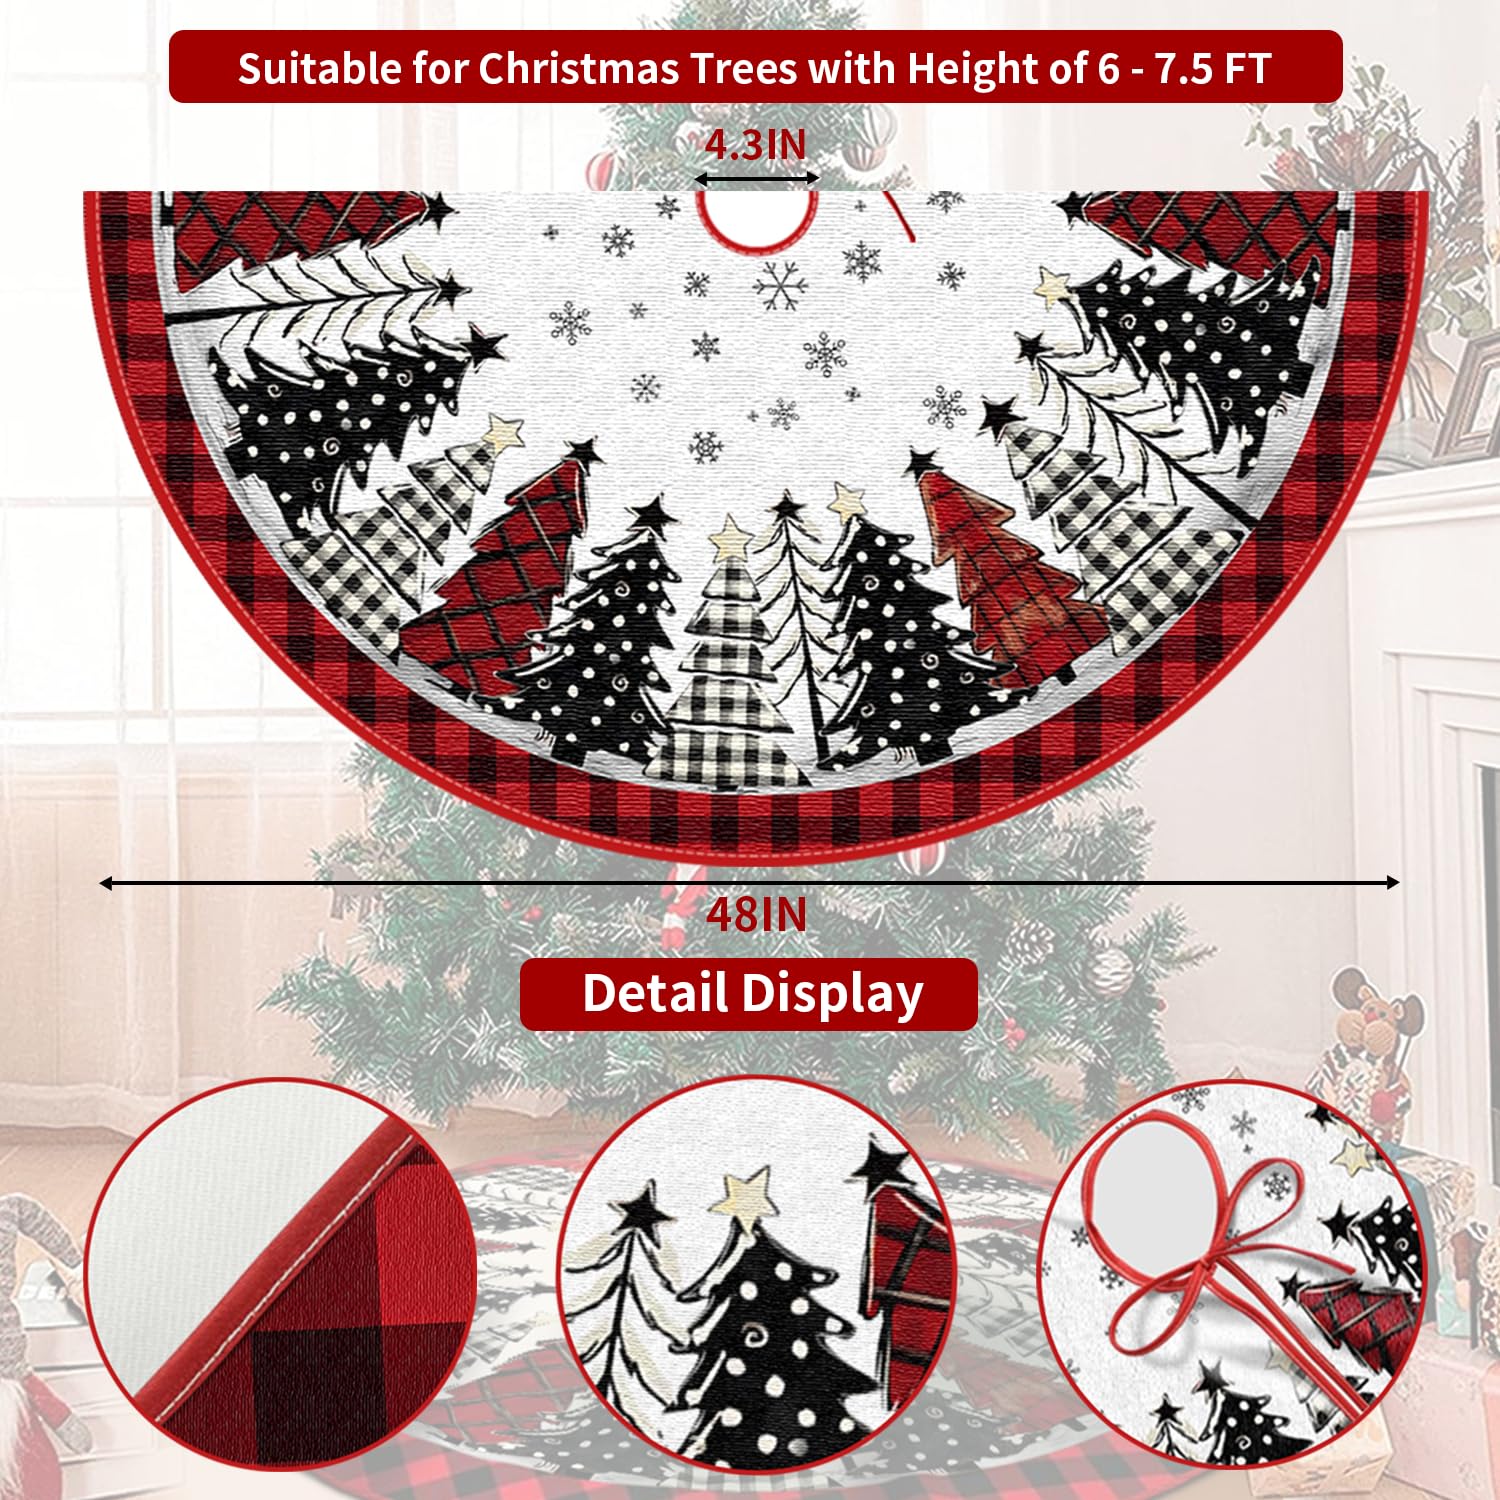 Suitable for Christmas Trees with Height of 6 - 7.5 FT
4.3IN
48IN
Detail Display